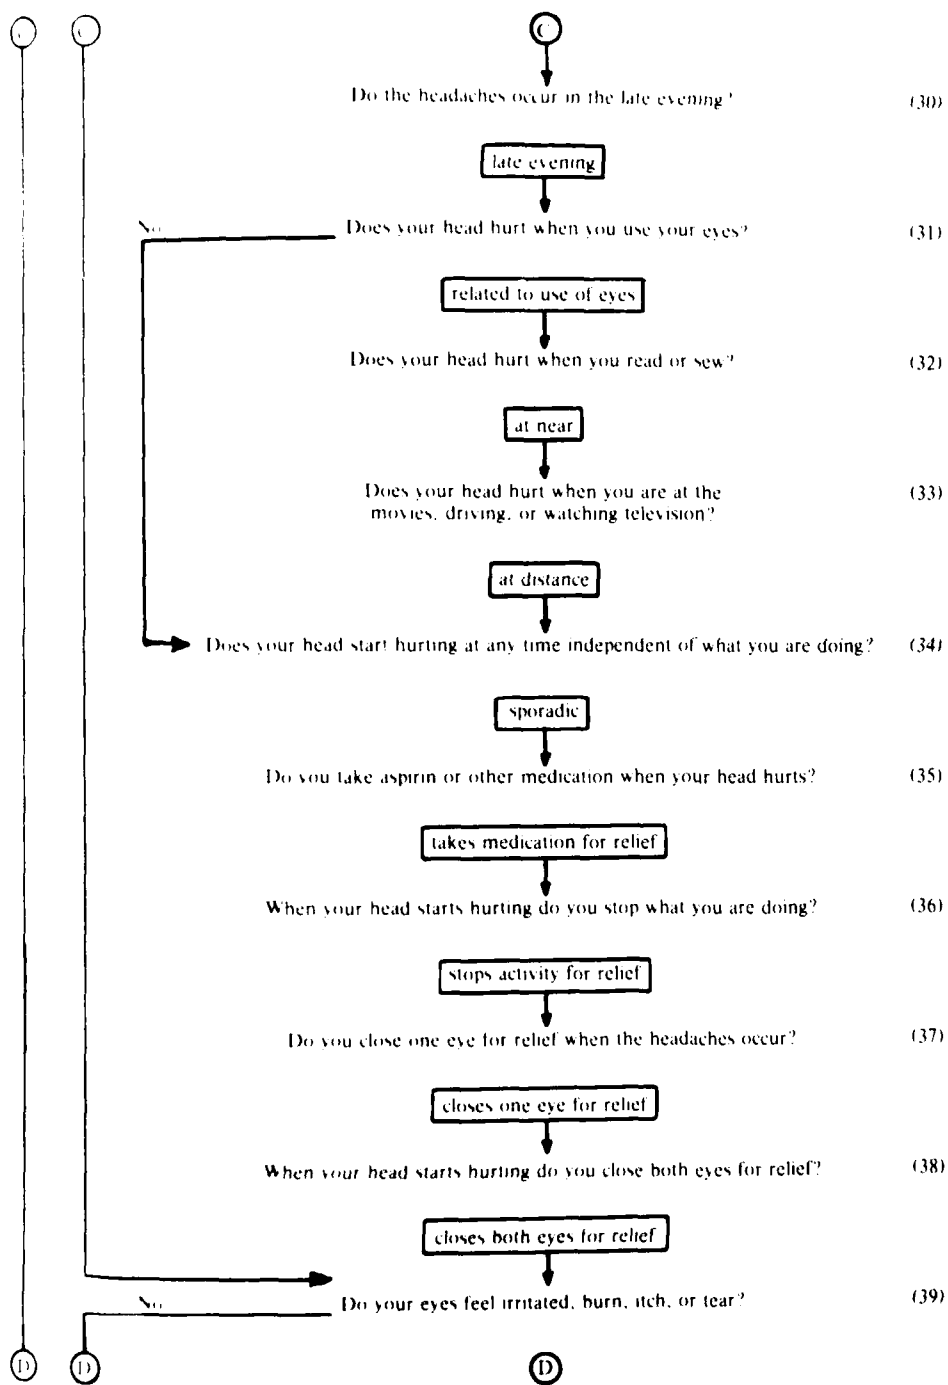 C C C
Do the headaches occur in the late evening? (30)
late evening
No Does your head hurt when you use your eyes? (31)
related to use of eyes
Does your head hurt when you read or sew? (32)
at near
Does your head hurt when you are at the (33)
movies, driving, or watching television?
at distance
Does your head start hurting at any time independent of what you are doing? (34)
sporadic
Do you take aspirin or other medication when your head hurts? (35)
takes medication for relief
When your head starts hurting do you stop what you are doing? (36)
stops activity for relief
Do you close one eye for relief when the headaches occur? (37)
closes one eye for relief
When your head starts hurting do you close both eyes for relief? (38)
closes both eyes for relief
No Do your eyes feel irritated, burn, itch, or tear? (39)
D D D